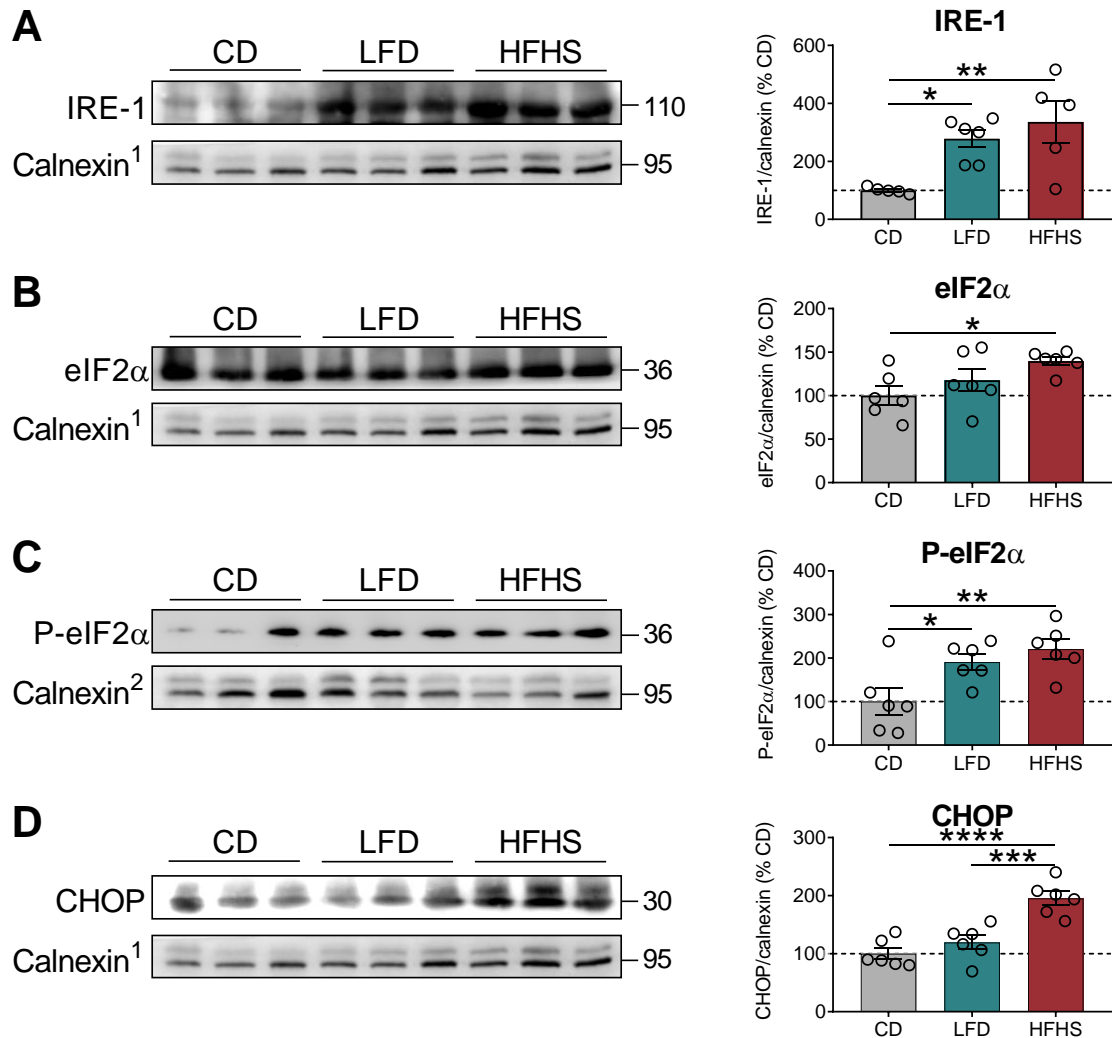 A
CD LFD HFHS
IRE-1 110
Calnexin¹ 95
IRE-1
IRE-1/calnexin (% CD)
600
400
200
100
0
**
*
CD LFD HFHS
B
CD LFD HFHS
eIF2α 36
Calnexin¹ 95
eIF2α
eIF2α/calnexin (% CD)
200
150
100
50
0
*
CD LFD HFHS
C
CD LFD HFHS
P-eIF2α 36
Calnexin² 95
P-eIF2α
P-eIF2α/calnexin (% CD)
400
300
200
100
0
**
*
CD LFD HFHS
D
CD LFD HFHS
CHOP 30
Calnexin¹ 95
CHOP
CHOP/calnexin (% CD)
300
200
100
0
****
***
CD LFD HFHS